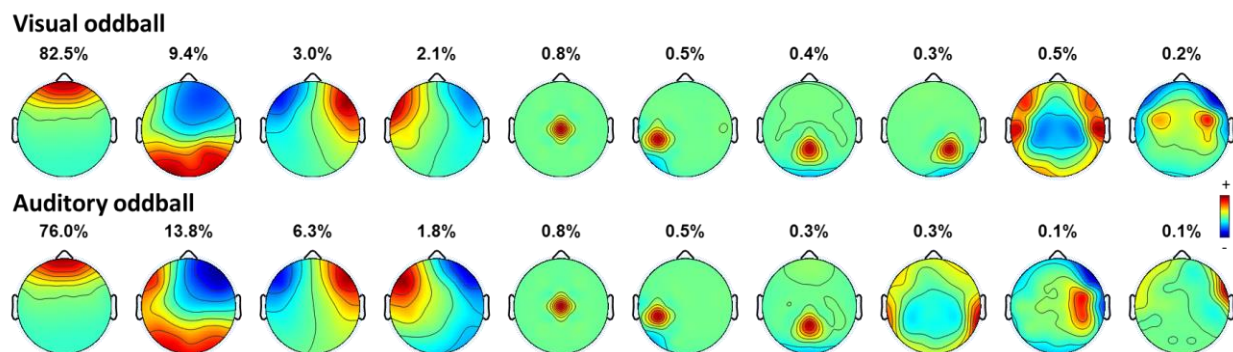 Visual oddball
82.5% 9.4% 3.0% 2.1% 0.8% 0.5% 0.4% 0.3% 0.5% 0.2%
Auditory oddball
+
-
76.0% 13.8% 6.3% 1.8% 0.8% 0.5% 0.3% 0.3% 0.1% 0.1%